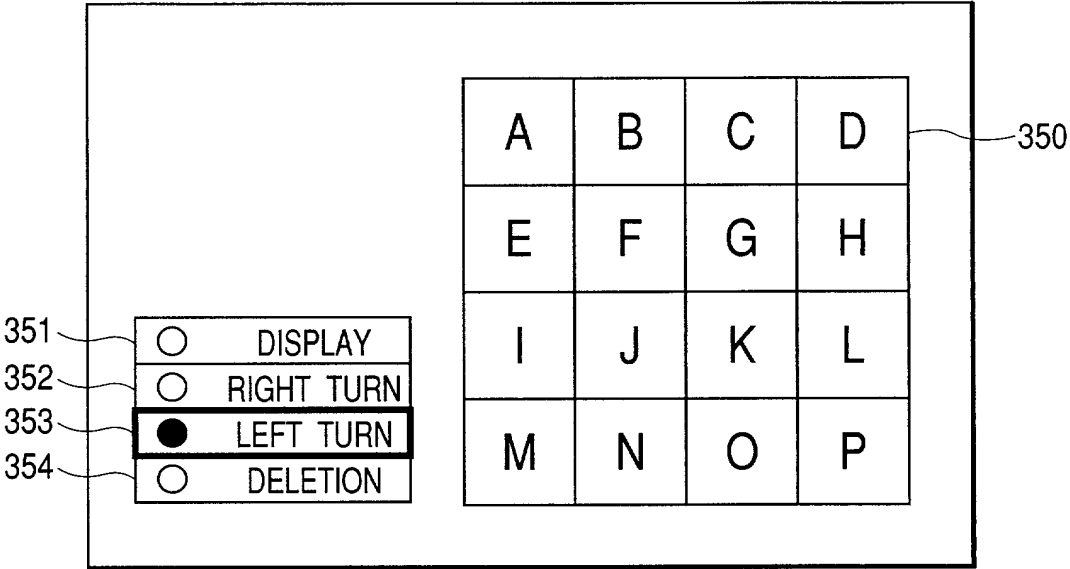 A B C D
350
E F G H
351
DISPLAY
I J K L
352
RIGHT TURN
353
LEFT TURN
M N O P
354
DELETION